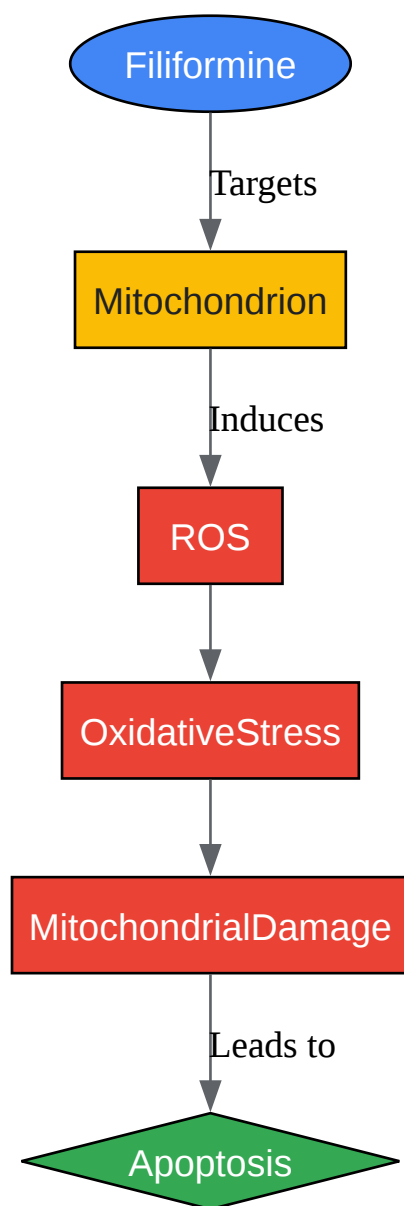 Filiformine
Targets
Mitochondrion
Induces
ROS
OxidativeStress
MitochondrialDamage
Leads to
Apoptosis